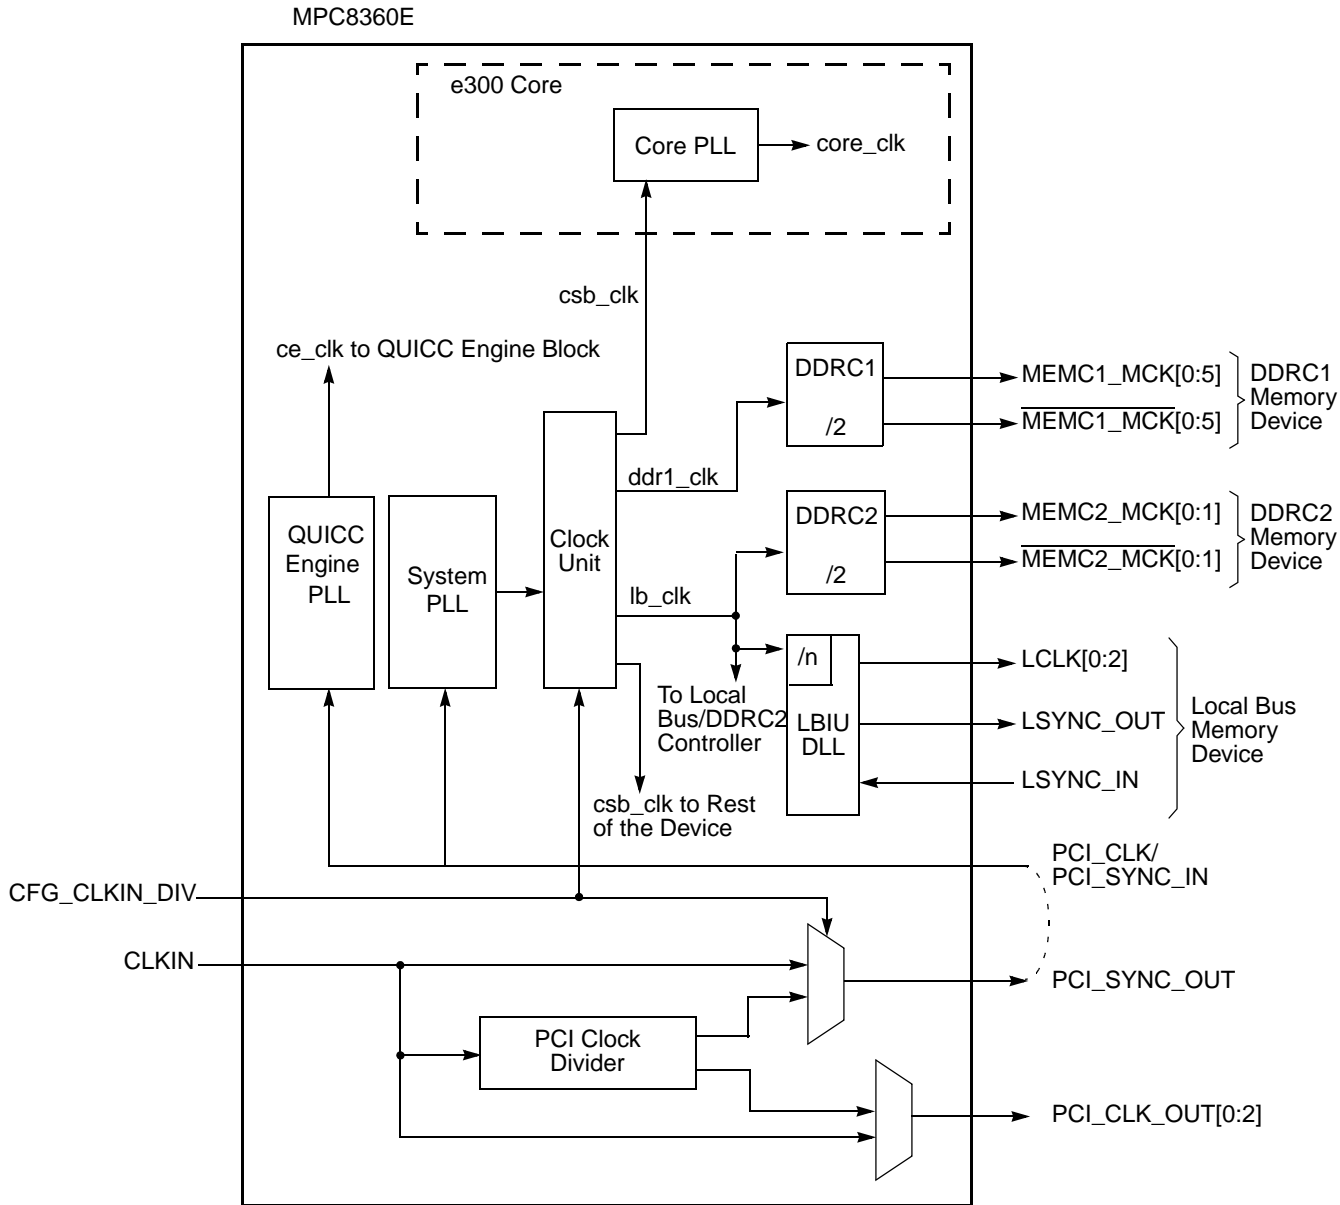 MPC8360E
e300 Core
Core PLL
core_clk
csb_clk
ce_clk to QUICC Engine Block
QUICC
Engine
PLL
System
PLL
Clock
Unit
ddr1_clk
lb_clk
DDRC1
/2
MEMC1_MCK[0:5]
MEMC1_MCK[0:5]
DDRC1
Memory
Device
DDRC2
/2
MEMC2_MCK[0:1]
MEMC2_MCK[0:1]
DDRC2
Memory
Device
/n
LBIU
DLL
To Local
Bus/DDRC2
Controller
LCLK[0:2]
LSYNC_OUT
LSYNC_IN
Local Bus
Memory
Device
csb_clk to Rest
of the Device
PCI_CLK/
PCI_SYNC_IN
CFG_CLKIN_DIV
CLKIN
PCI_SYNC_OUT
PCI Clock
Divider
PCI_CLK_OUT[0:2]